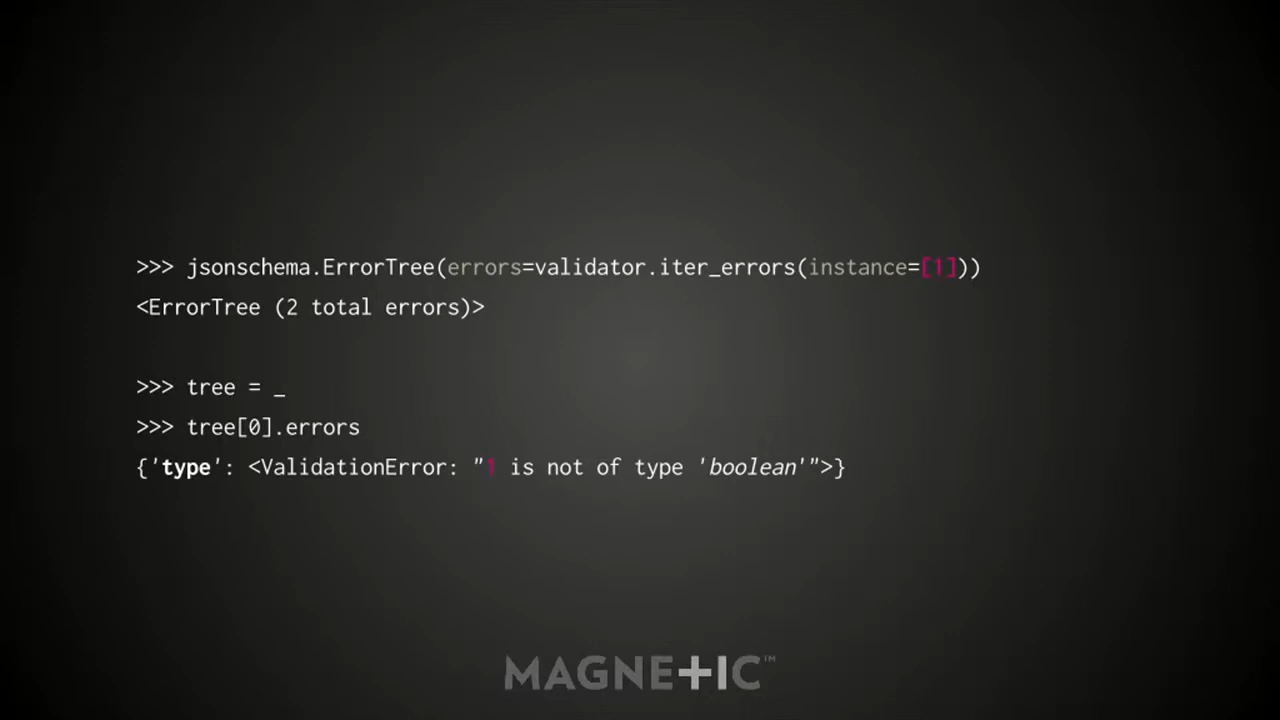 >>> jsonschema.ErrorTree(errors=validator.iter_errors(instance=[1]))
<ErrorTree (2 total errors)>
>>> tree = _
>>> tree[0].errors
{'type': <ValidationError: "1 is not of type 'boolean'">}
MAGNETIC™